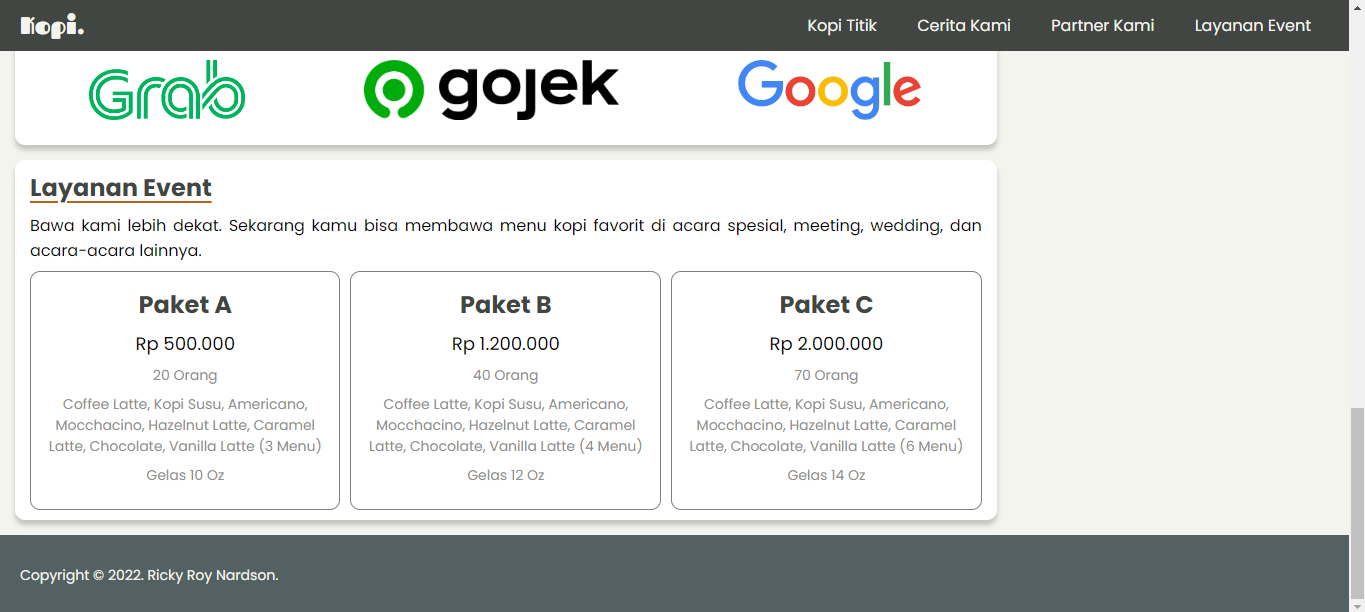 Kopi.
Kopi Titik
Cerita Kami
Partner Kami
Layanan Event
Grab
gojek
Google
Layanan Event
Bawa kami lebih dekat. Sekarang kamu bisa membawa menu kopi favorit di acara spesial, meeting, wedding, dan
acara-acara lainnya.
Paket A
Rp 500.000
20 Orang
Coffee Latte, Kopi Susu, Americano,
Mocchacino, Hazelnut Latte, Caramel
Latte, Chocolate, Vanilla Latte (3 Menu)
Gelas 10 Oz
Paket B
Rp 1.200.000
40 Orang
Coffee Latte, Kopi Susu, Americano,
Mocchacino, Hazelnut Latte, Caramel
Latte, Chocolate, Vanilla Latte (4 Menu)
Gelas 12 Oz
Paket C
Rp 2.000.000
70 Orang
Coffee Latte, Kopi Susu, Americano,
Mocchacino, Hazelnut Latte, Caramel
Latte, Chocolate, Vanilla Latte (6 Menu)
Gelas 14 Oz
Copyright © 2022. Ricky Roy Nardson.